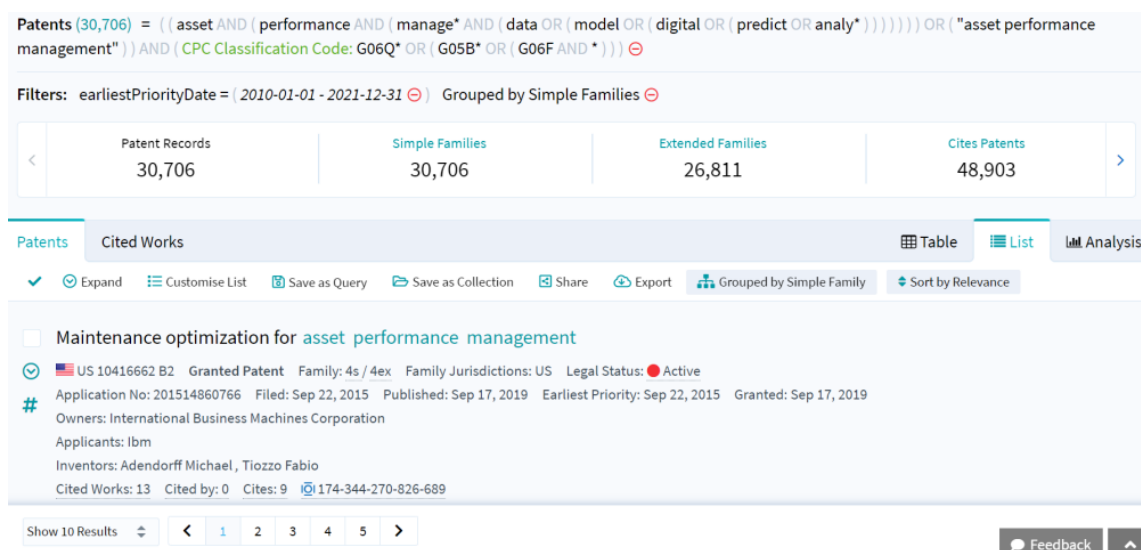 Patents (30,706) = ( ( asset AND ( performance AND ( manage* AND ( data OR ( model OR ( digital OR ( predict OR analy* ) ) ) ) ) ) ) OR ( "asset performance
management" ) ) AND ( CPC Classification Code: G06Q* OR ( G05B* OR ( G06F AND * ) ) )
Filters: earliestPriorityDate = ( 2010-01-01 - 2021-12-31 ) Grouped by Simple Families
Patent Records Simple Families Extended Families Cites Patents
30,706 30,706 26,811 48,903
Patents Cited Works Table List Analysis
Expand Customise List Save as Query Save as Collection Share Export Grouped by Simple Family Sort by Relevance
Maintenance optimization for asset performance management
US 10416662 B2 Granted Patent Family: 4s / 4ex Family Jurisdictions: US Legal Status: Active
Application No: 201514860766 Filed: Sep 22, 2015 Published: Sep 17, 2019 Earliest Priority: Sep 22, 2015 Granted: Sep 17, 2019
Owners: International Business Machines Corporation
Applicants: Ibm
Inventors: Adendorff Michael , Tiozzo Fabio
Cited Works: 13 Cited by: 0 Cites: 9 174-344-270-826-689
Show 10 Results 1 2 3 4 5
Feedback